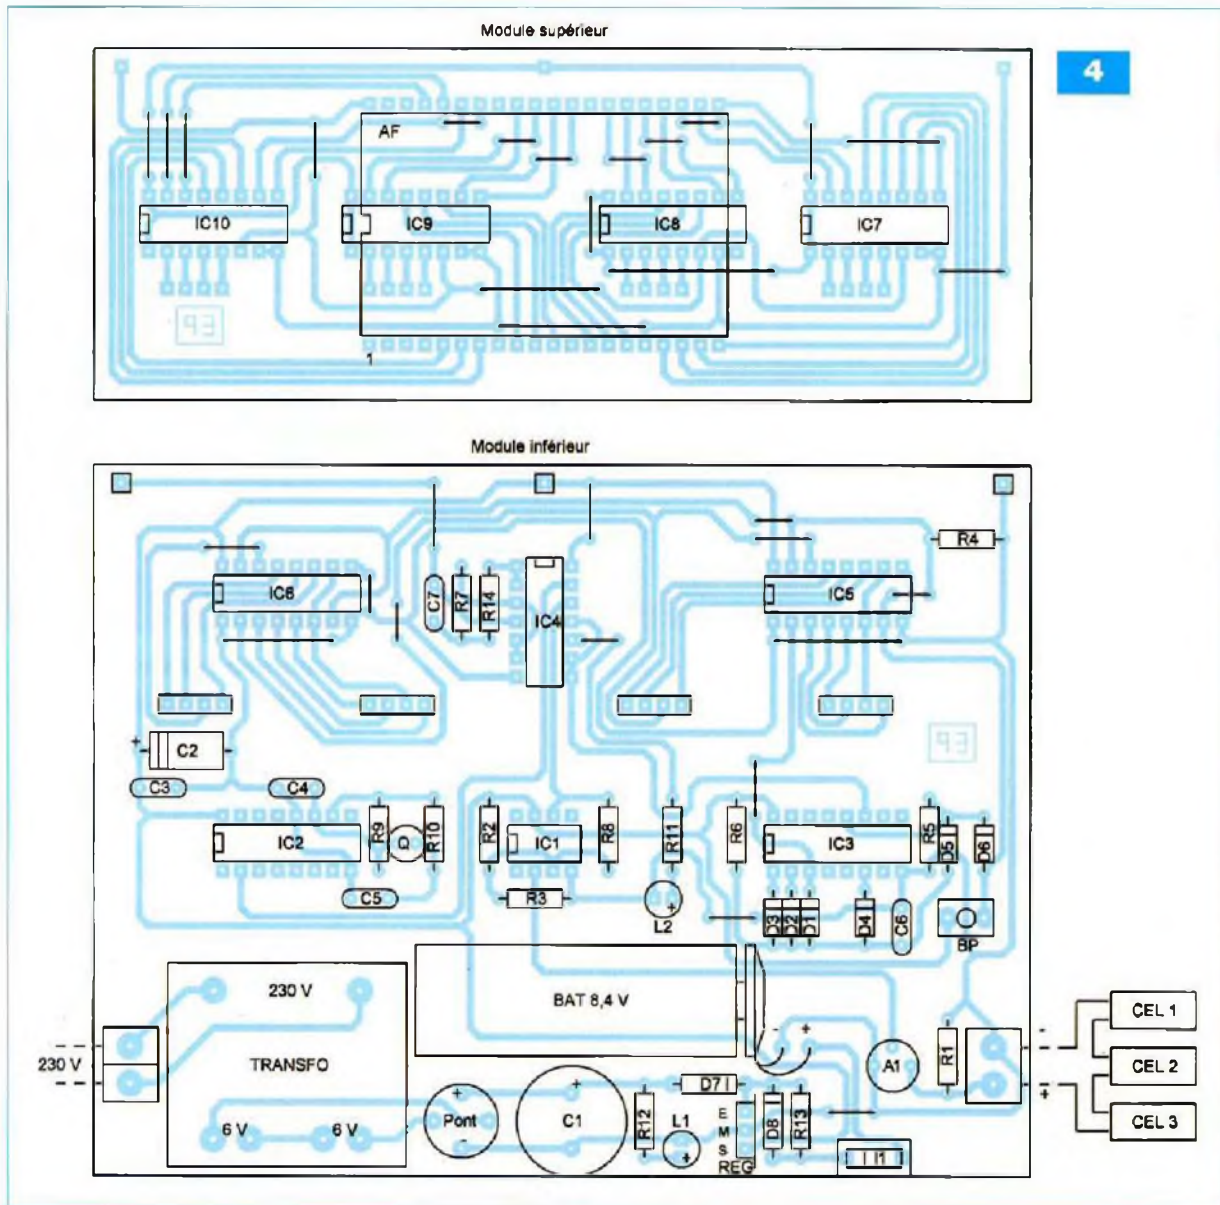 Module supérieur
4
AF
IC10
IC9
IC8
IC7
1
Module inférieur
R4
IC6
C7
R7
R14
IC4
IC5
+
C2
C3
C4
IC2
R9
Q
R10
R2
IC1
R8
R11
R6
IC3
R5
D5
D6
C5
R3
L2
+
D3
D2
D1
D4
C6
BP
230 V
BAT 8,4 V
- +
230 V
TRANSFO
A1
R1
-
+
CEL 1
CEL 2
CEL 3
6 V
6 V
+
Pont
-
+
C1
R12
D7
L1
+
E
M
S
REG
D8
R13
I1